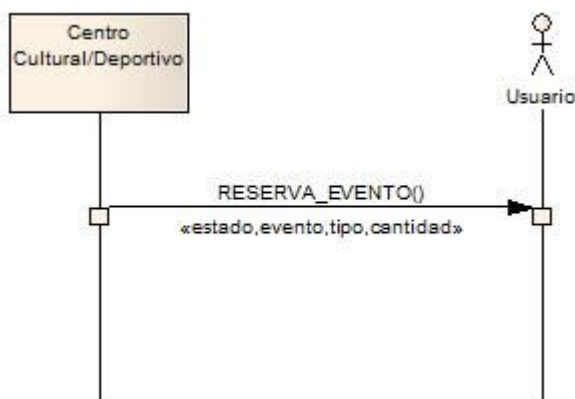 Centro
Cultural/Deportivo
Usuario
RESERVA_EVENTO()
«estado,evento,tipo,cantidad»